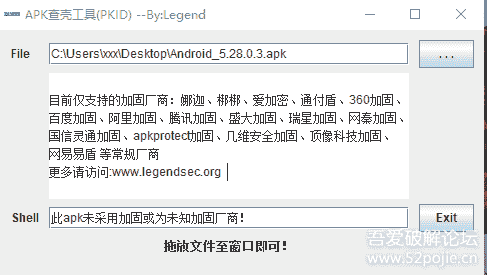 APK查壳工具(PKID) --By:Legend
File C:\Users\xxx\Desktop\Android_5.28.0.3.apk ...
目前仅支持的加固厂商：娜迦、梆梆、爱加密、通付盾、360加固、
百度加固、阿里加固、腾讯加固、盛大加固、瑞星加固、网秦加固、
国信灵通加固、apkprotect加固、几维安全加固、顶像科技加固、
网易易盾 等常规厂商
更多请访问:www.legendsec.org
Shell 此apk未采用加固或为未知加固厂商！ Exit
拖放文件至窗口即可！
吾爱破解论坛
www.52pojie.cn